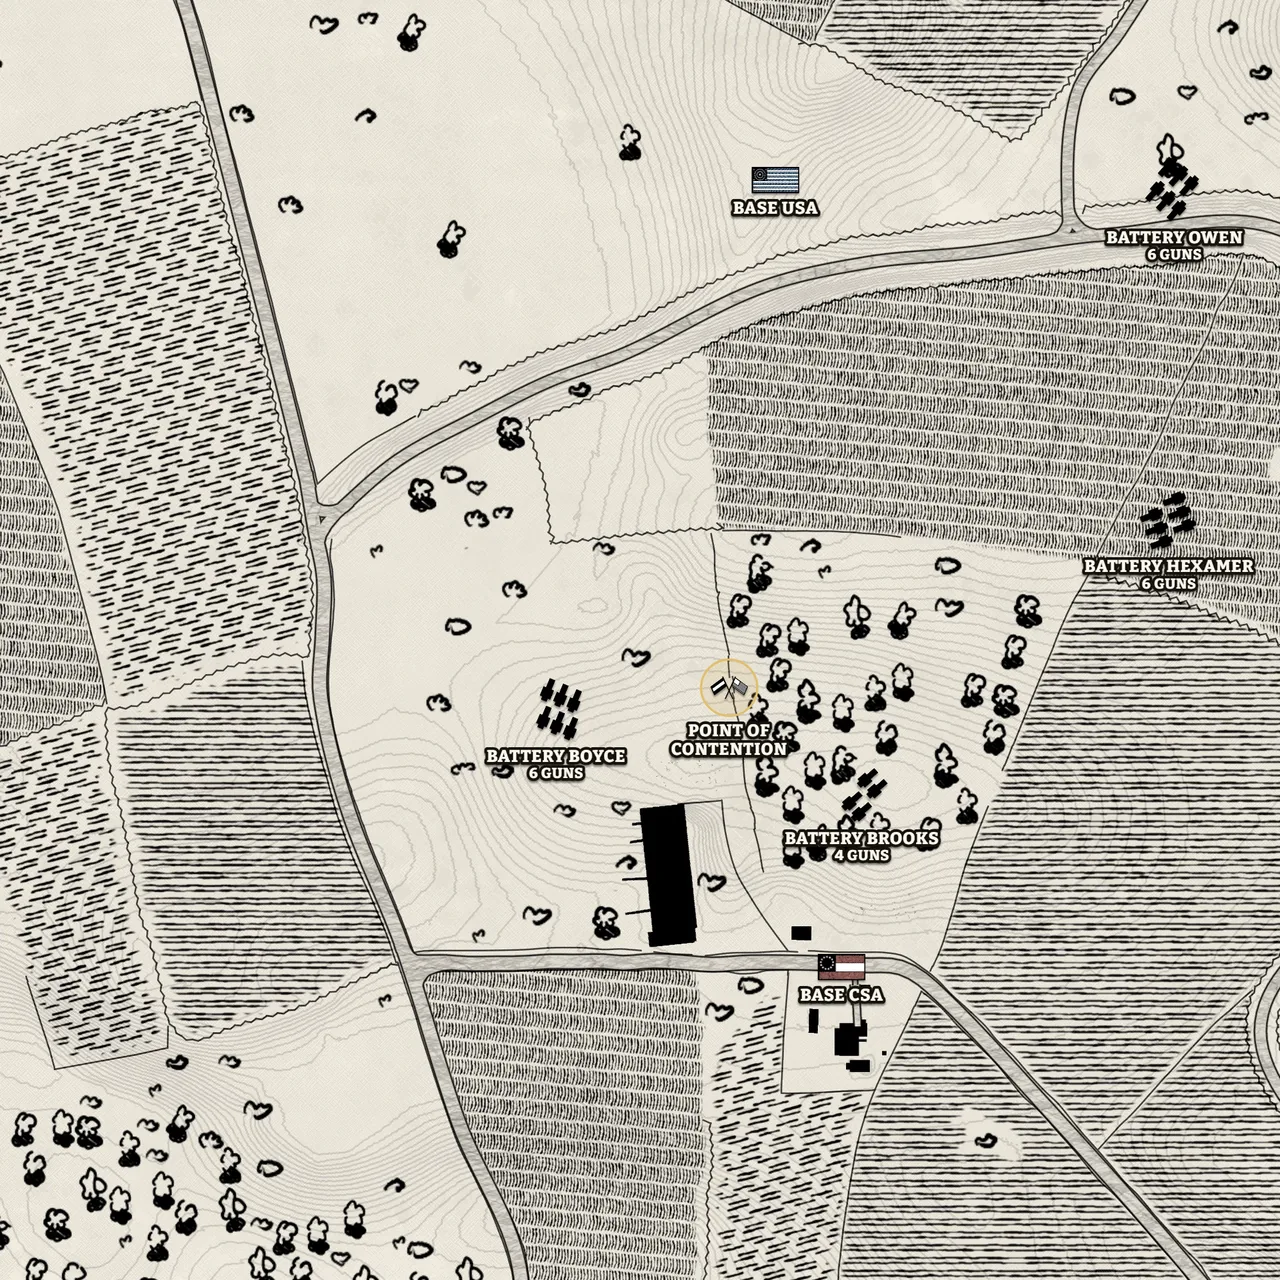 BASE USA
BATTERY OWEN
6 GUNS
BATTERY HEXAMER
6 GUNS
POINT OF
CONTENTION
BATTERY BOYCE
6 GUNS
BATTERY BROOKS
4 GUNS
BASE CSA